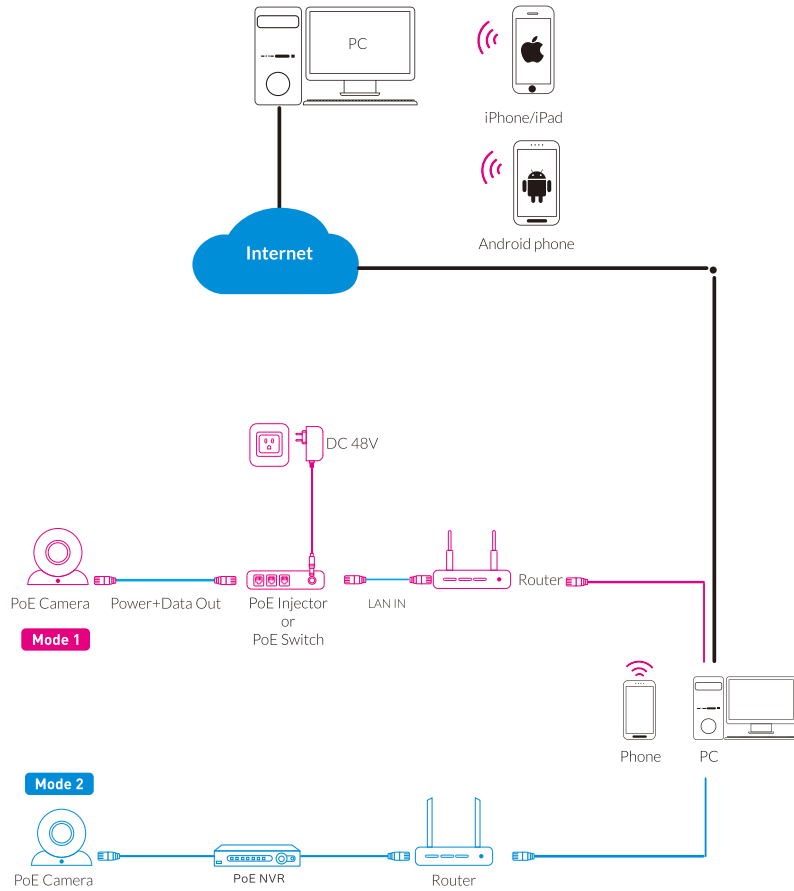 PC
iPhone/iPad
Android phone
Internet
DC 48V
PoE Camera
Power+Data Out
PoE Injector
or
PoE Switch
LAN IN
Router
Mode 1
Phone
PC
Mode 2
PoE Camera
PoE NVR
Router